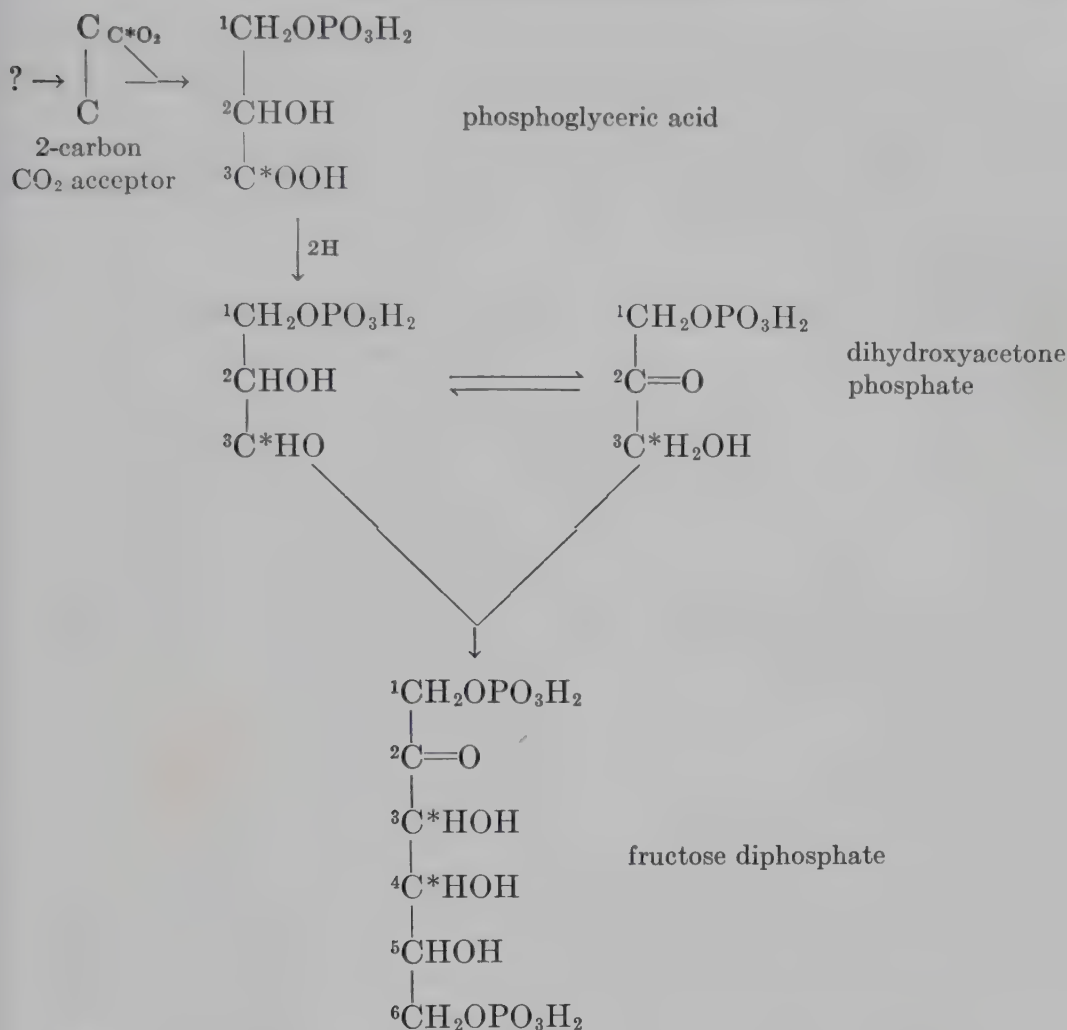 C C*O₂ ¹CH₂OPO₃H₂
? → | →
C ²CHOH phosphoglyceric acid
2-carbon
CO₂ acceptor ³C*OOH
2H
¹CH₂OPO₃H₂ ¹CH₂OPO₃H₂
²CHOH ²C=O dihydroxyacetone
phosphate
³C*HO ³C*H₂OH
¹CH₂OPO₃H₂
²C=O
³C*HOH
fructose diphosphate
⁴C*HOH
⁵CHOH
⁶CH₂OPO₃H₂